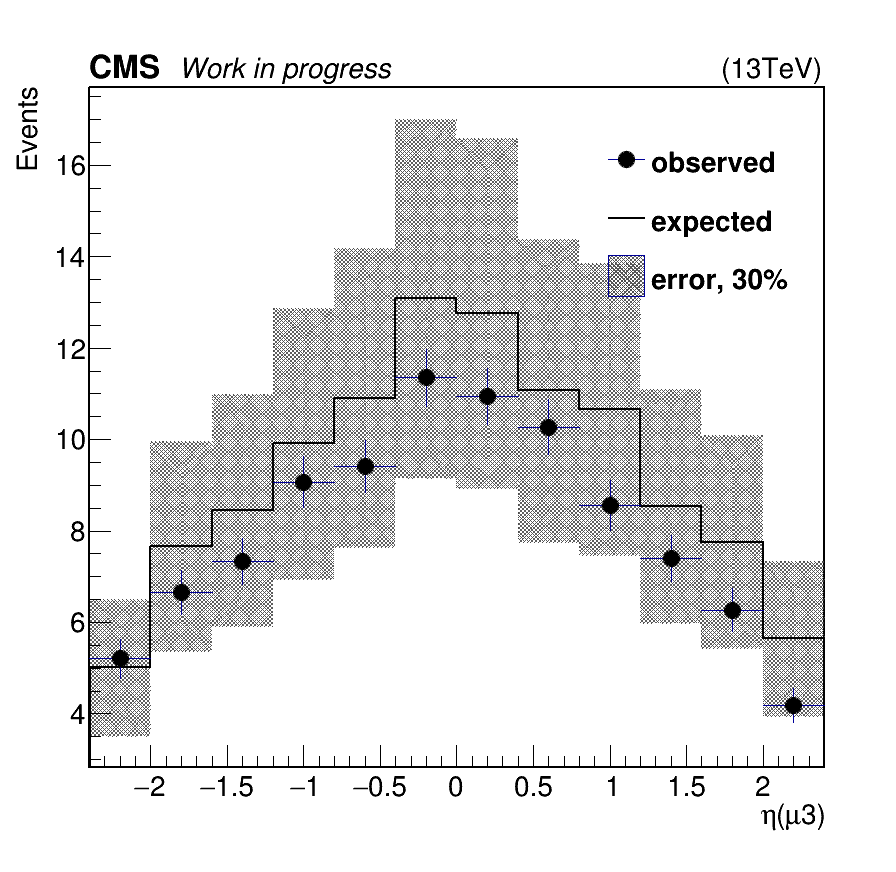 CMS Work in progress (13TeV)
Events
observed
expected
error, 30%
16
14
12
10
8
6
4
−2 −1.5 −1 −0.5 0 0.5 1 1.5 2
η(μ3)